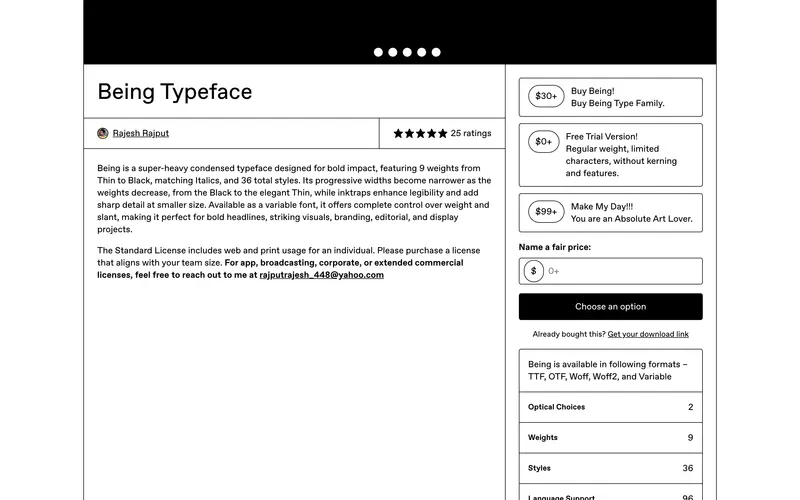 Being Typeface
Rajesh Rajput
25 ratings
Being is a super-heavy condensed typeface designed for bold impact, featuring 9 weights from
Thin to Black, matching Italics, and 36 total styles. Its progressive widths become narrower as the
weights decrease, from the Black to the elegant Thin, while inktraps enhance legibility and add
sharp detail at smaller size. Available as a variable font, it offers complete control over weight and
slant, making it perfect for bold headlines, striking visuals, branding, editorial, and display
projects.
The Standard License includes web and print usage for an individual. Please purchase a license
that aligns with your team size. For app, broadcasting, corporate, or extended commercial
licenses, feel free to reach out to me at rajputrajesh_448@yahoo.com
$30+
Buy Being!
Buy Being Type Family.
$0+
Free Trial Version!
Regular weight, limited
characters, without kerning
and features.
$99+
Make My Day!!!
You are an Absolute Art Lover.
Name a fair price:
$ 0+
Choose an option
Already bought this? Get your download link
Being is available in following formats –
TTF, OTF, Woff, Woff2, and Variable
Optical Choices 2
Weights 9
Styles 36
Language Support 96